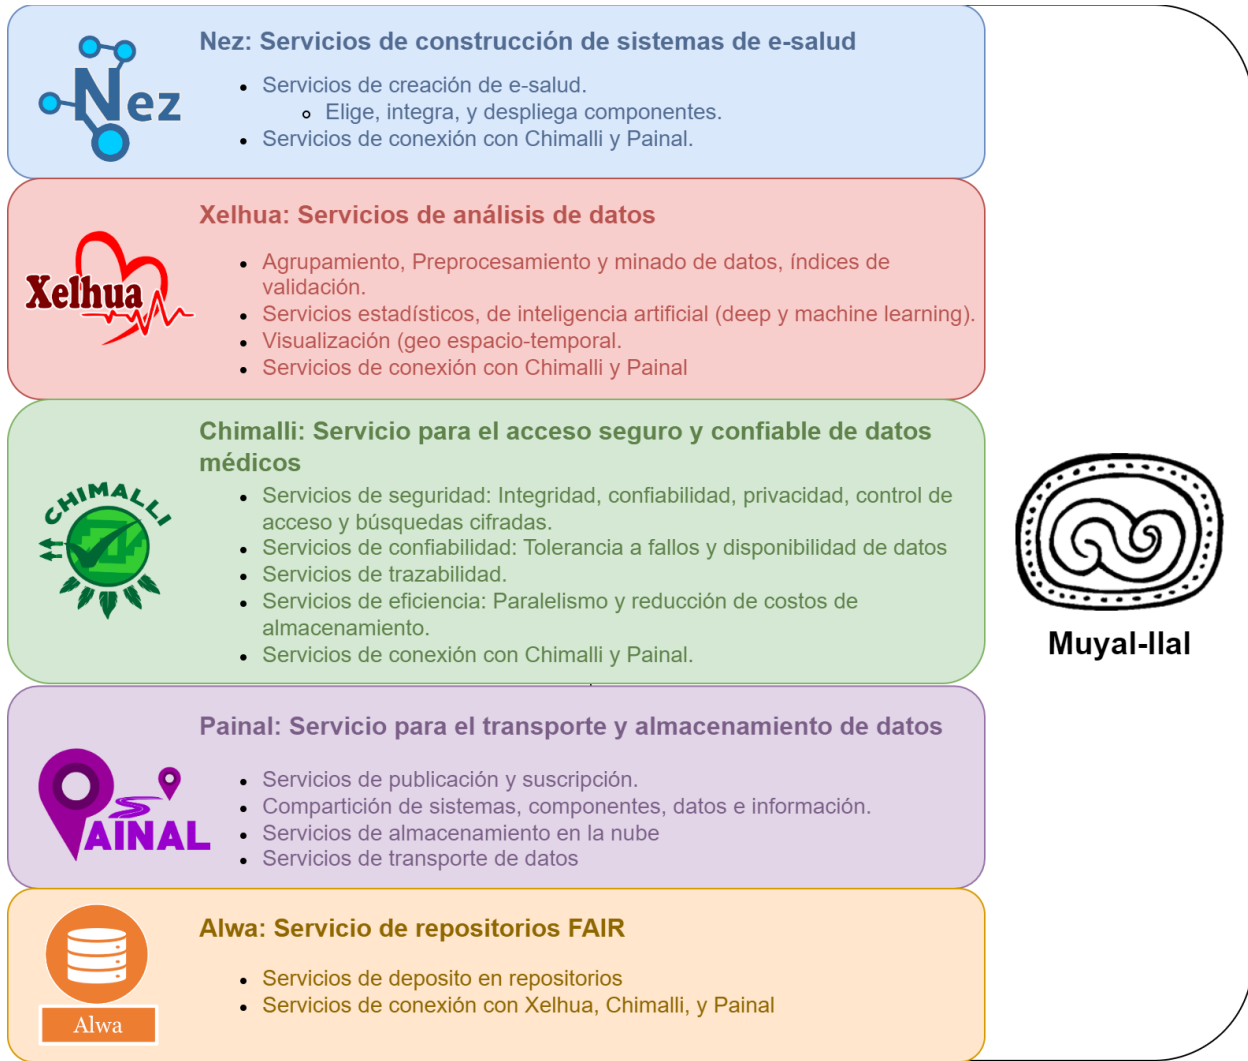 Nez: Servicios de construcción de sistemas de e-salud
Nez
Servicios de creación de e-salud.
Elige, integra, y despliega componentes.
Servicios de conexión con Chimalli y Painal.
Xelhua: Servicios de análisis de datos
Xelhua
Agrupamiento, Preprocesamiento y minado de datos, índices de
validación.
Servicios estadísticos, de inteligencia artificial (deep y machine learning).
Visualización (geo espacio-temporal.
Servicios de conexión con Chimalli y Painal
Chimalli: Servicio para el acceso seguro y confiable de datos
médicos
CHIMALLI
Servicios de seguridad: Integridad, confiabilidad, privacidad, control de
acceso y búsquedas cifradas.
Servicios de confiabilidad: Tolerancia a fallos y disponibilidad de datos
Servicios de trazabilidad.
Servicios de eficiencia: Paralelismo y reducción de costos de
almacenamiento.
Servicios de conexión con Chimalli y Painal.
Muyal-Ilal
Painal: Servicio para el transporte y almacenamiento de datos
PAINAL
Servicios de publicación y suscripción.
Compartición de sistemas, componentes, datos e información.
Servicios de almacenamiento en la nube
Servicios de transporte de datos
Alwa: Servicio de repositorios FAIR
Alwa
Servicios de deposito en repositorios
Servicios de conexión con Xelhua, Chimalli, y Painal